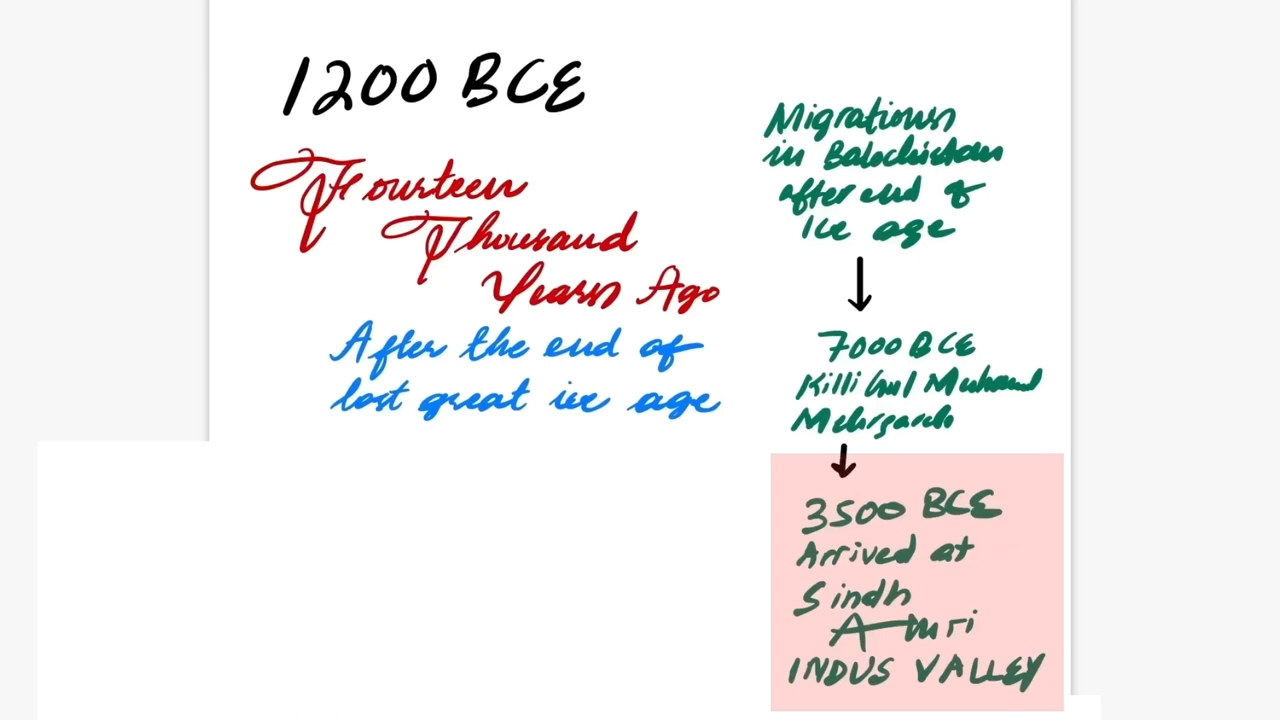 1200 BCE
Fourteen
Thousand
Years Ago
After the end of
last great ice age
Migrations
in Balochistan
after end of
Ice age
7000 BCE
Killi Gul Muhamd
Mehrgarh
3500 BCE
Arrived at
Sindh
Amri
INDUS VALLEY